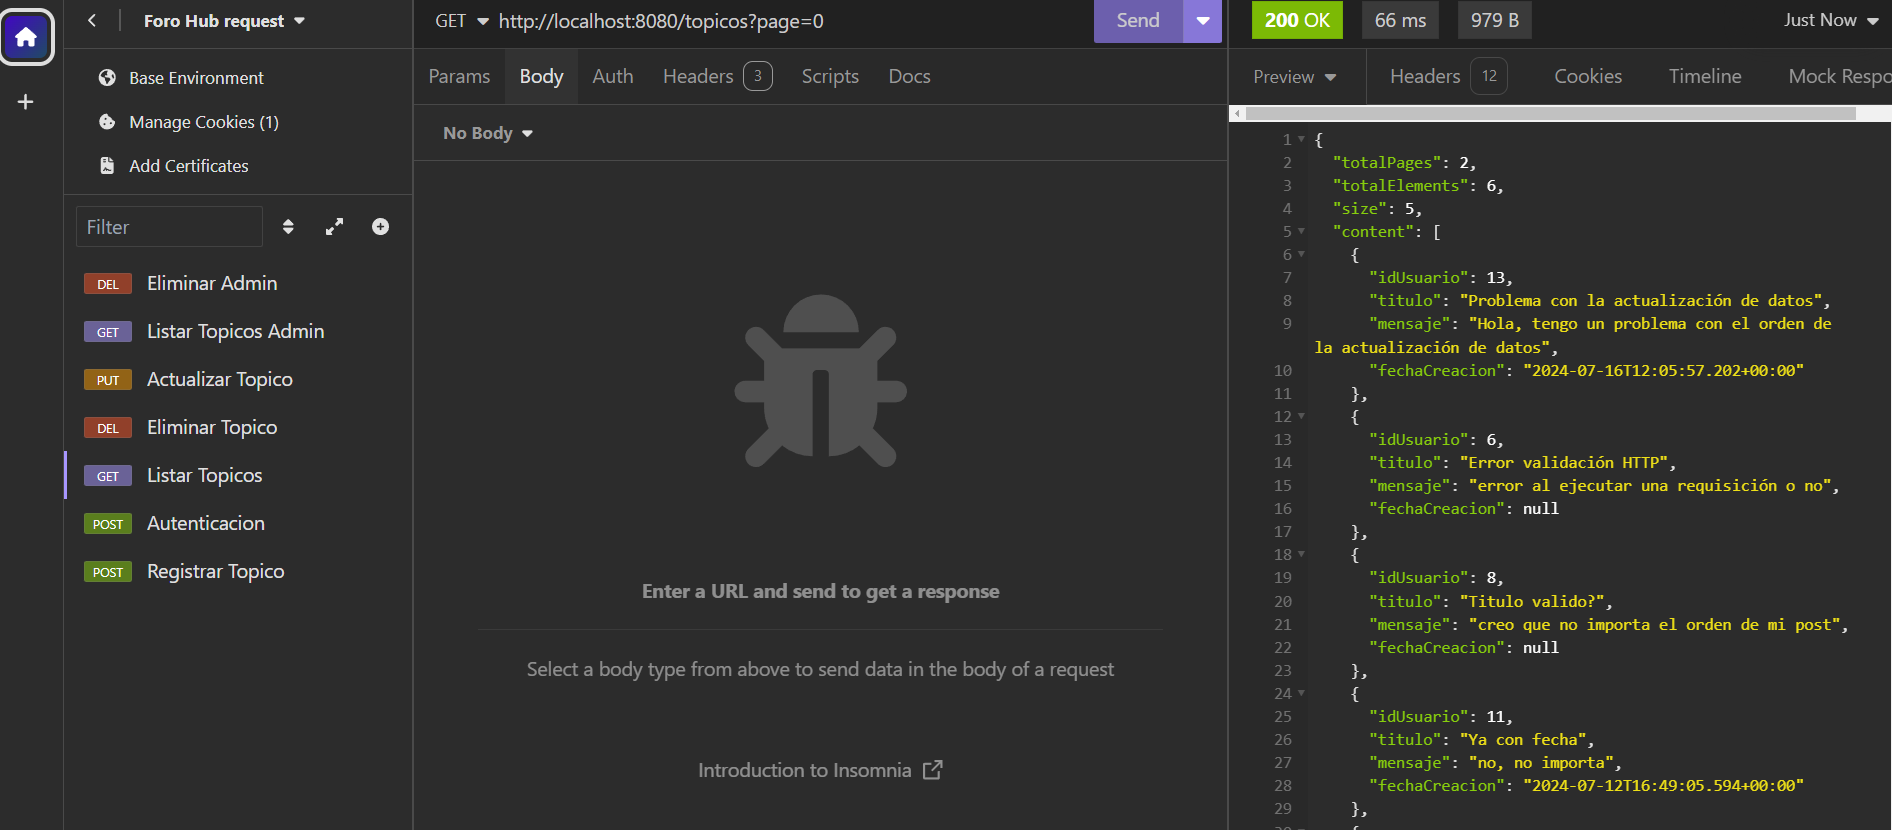 Foro Hub request
Base Environment
Manage Cookies (1)
Add Certificates
Filter
DEL Eliminar Admin
GET Listar Topicos Admin
PUT Actualizar Topico
DEL Eliminar Topico
GET Listar Topicos
POST Autenticacion
POST Registrar Topico
GET http://localhost:8080/topicos?page=0 Send
Params Body Auth Headers 3 Scripts Docs
No Body
Enter a URL and send to get a response
Select a body type from above to send data in the body of a request
Introduction to Insomnia
200 OK 66 ms 979 B Just Now
Preview Headers 12 Cookies Timeline Mock Respo
1 {
2 "totalPages": 2,
3 "totalElements": 6,
4 "size": 5,
5 "content": [
6 {
7 "idUsuario": 13,
8 "titulo": "Problema con la actualización de datos",
9 "mensaje": "Hola, tengo un problema con el orden de
la actualización de datos",
10 "fechaCreacion": "2024-07-16T12:05:57.202+00:00"
11 },
12 {
13 "idUsuario": 6,
14 "titulo": "Error validación HTTP",
15 "mensaje": "error al ejecutar una requisición o no",
16 "fechaCreacion": null
17 },
18 {
19 "idUsuario": 8,
20 "titulo": "Titulo valido?",
21 "mensaje": "creo que no importa el orden de mi post",
22 "fechaCreacion": null
23 },
24 {
25 "idUsuario": 11,
26 "titulo": "Ya con fecha",
27 "mensaje": "no, no importa",
28 "fechaCreacion": "2024-07-12T16:49:05.594+00:00"
29 },